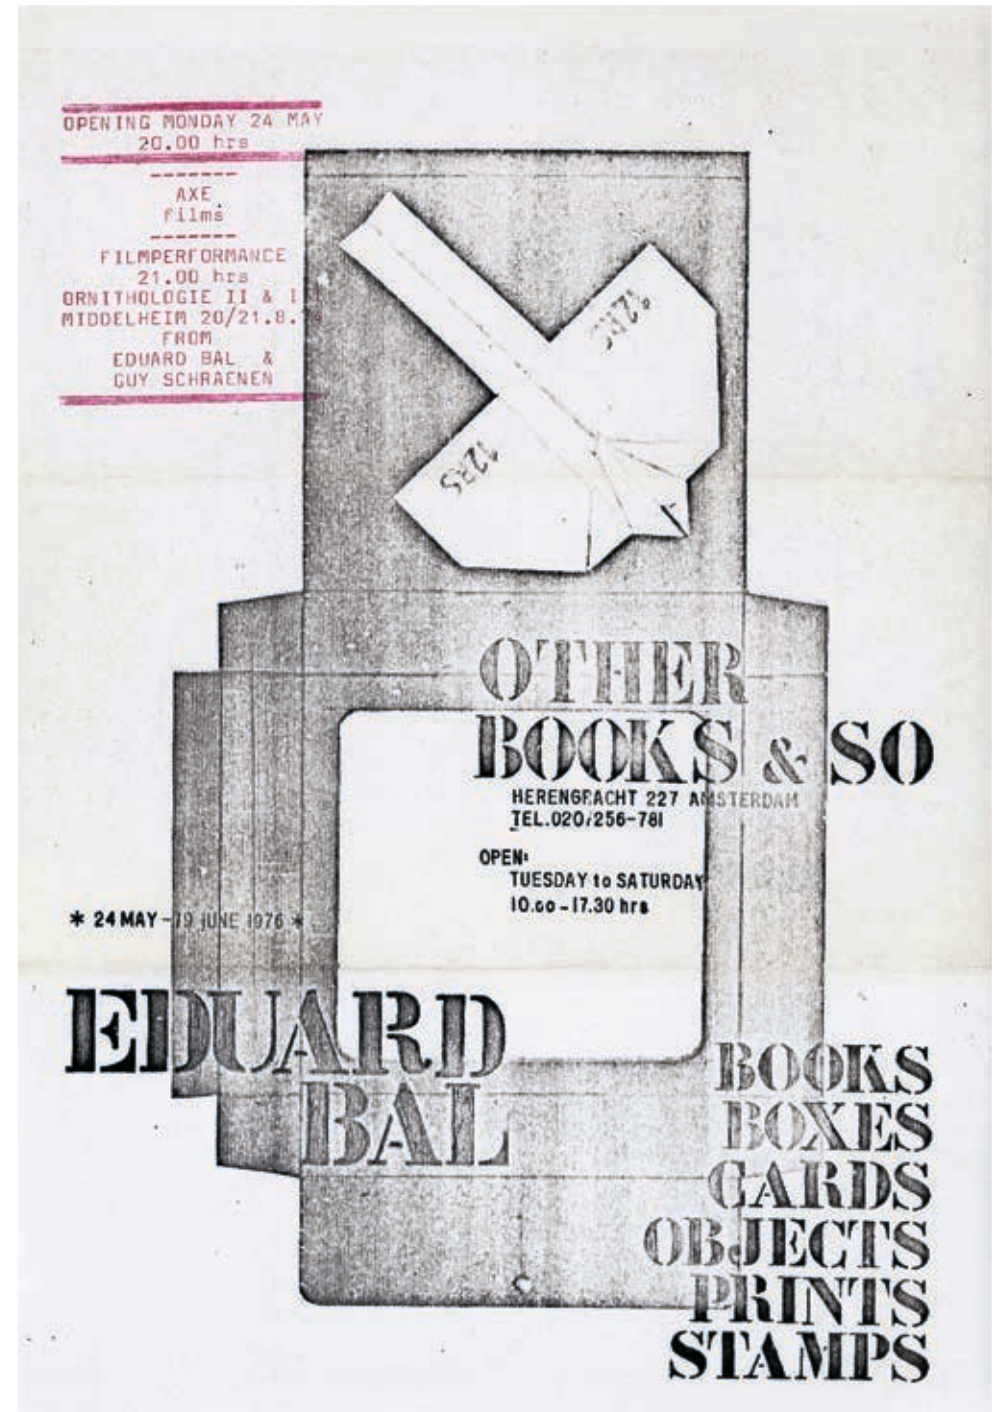 OPENING MONDAY 24 MAY
20.00 hrs
-------
AXE
films
-------
FILMPERFORMANCE
21.00 hrs
ORNITHOLOGIE II &
MIDDELHEIM 20/21.8.
FROM
EDUARD BAL &
GUY SCHRAENEN
12RS
OTHER
BOOKS & SO
HERENGRACHT 227 AMSTERDAM
TEL.020/256-781
OPEN:
TUESDAY to SATURDAY
10.00-17.30 hrs
* 24 MAY - 19 JUNE 1976 *
EDUARD
BAL
BOOKS
BOXES
CARDS
OBJECTS
PRINTS
STAMPS